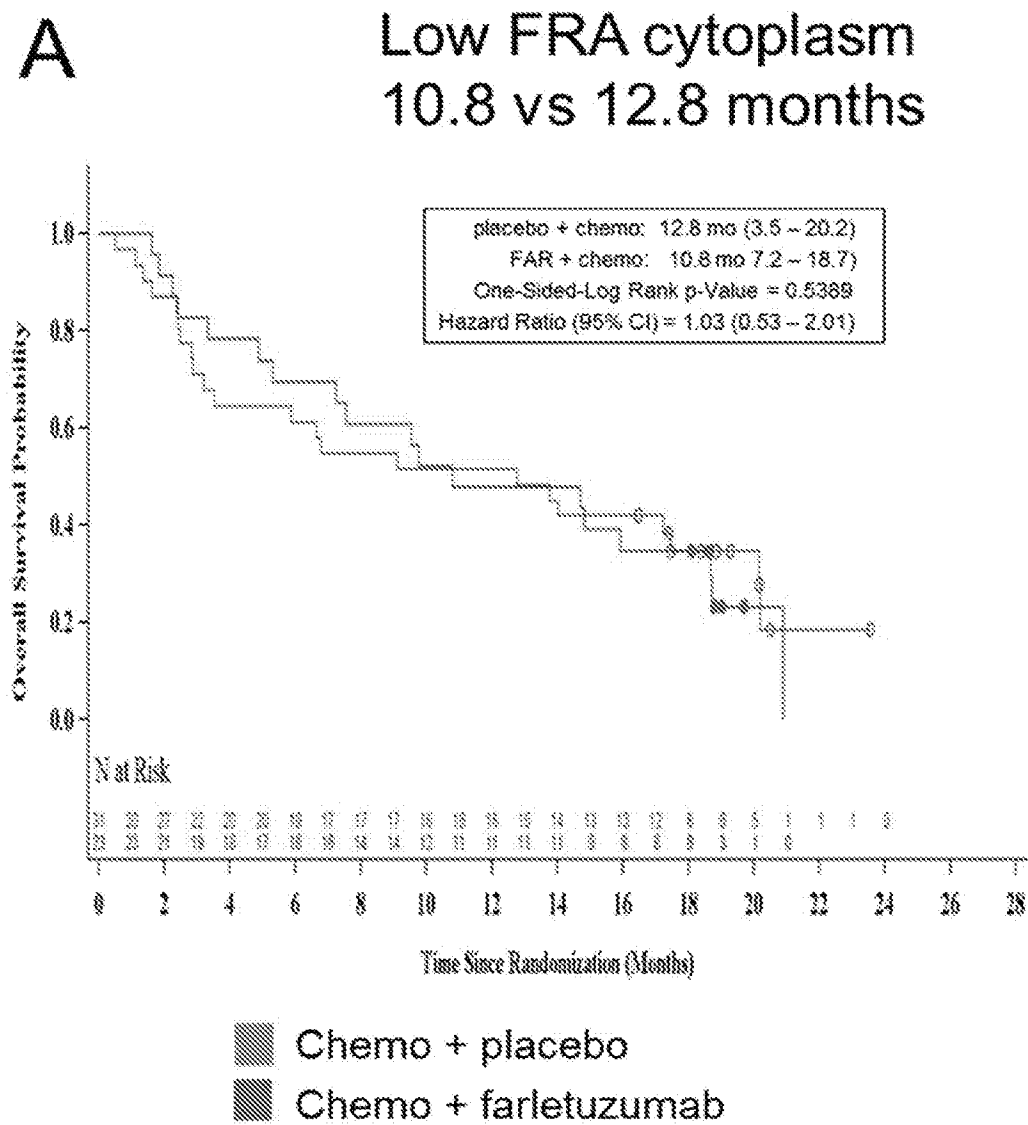 A
Low FRA cytoplasm
10.8 vs 12.8 months
placebo + chemo: 12.8 mo (3.5 – 20.2)
FAR + chemo: 10.8 mo 7.2 – 18.7)
One-Sided-Log Rank p-Value = 0.5389
Hazard Ratio (95% CI) = 1.03 (0.53 – 2.01)
Overall Survival Probability
1.0
0.8
0.6
0.4
0.2
0.0
N at Risk
0 2 4 6 8 10 12 14 16 18 20 22 24 26 28
Time Since Randomization (Months)
Chemo + placebo
Chemo + farletuzumab